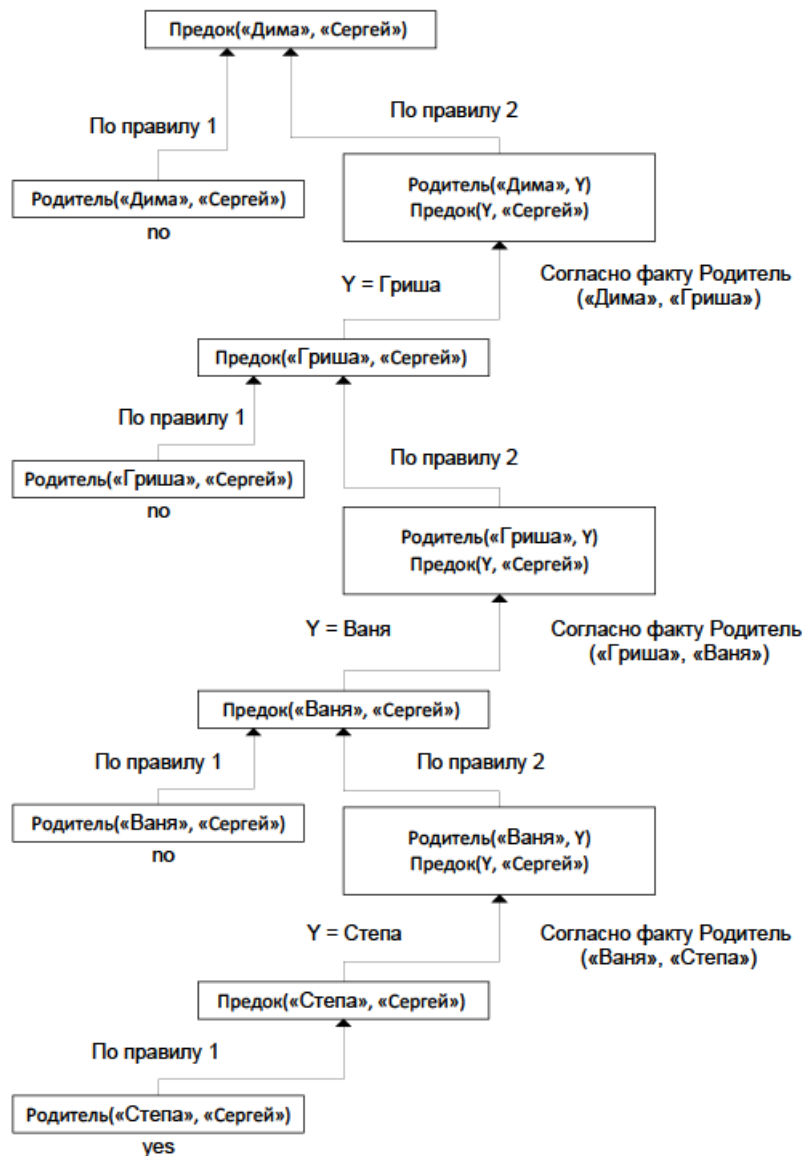 Предок(«Дима», «Сергей»)
По правилу 1
По правилу 2
Родитель(«Дима», «Сергей»)
no
Родитель(«Дима», Y)
Предок(Y, «Сергей»)
Y = Гриша
Согласно факту Родитель
(«Дима», «Гриша»)
Предок(«Гриша», «Сергей»)
По правилу 1
По правилу 2
Родитель(«Гриша», «Сергей»)
no
Родитель(«Гриша», Y)
Предок(Y, «Сергей»)
Y = Ваня
Согласно факту Родитель
(«Гриша», «Ваня»)
Предок(«Ваня», «Сергей»)
По правилу 1
По правилу 2
Родитель(«Ваня», «Сергей»)
no
Родитель(«Ваня», Y)
Предок(Y, «Сергей»)
Y = Степа
Согласно факту Родитель
(«Ваня», «Степа»)
Предок(«Степа», «Сергей»)
По правилу 1
Родитель(«Степа», «Сергей»)
yes